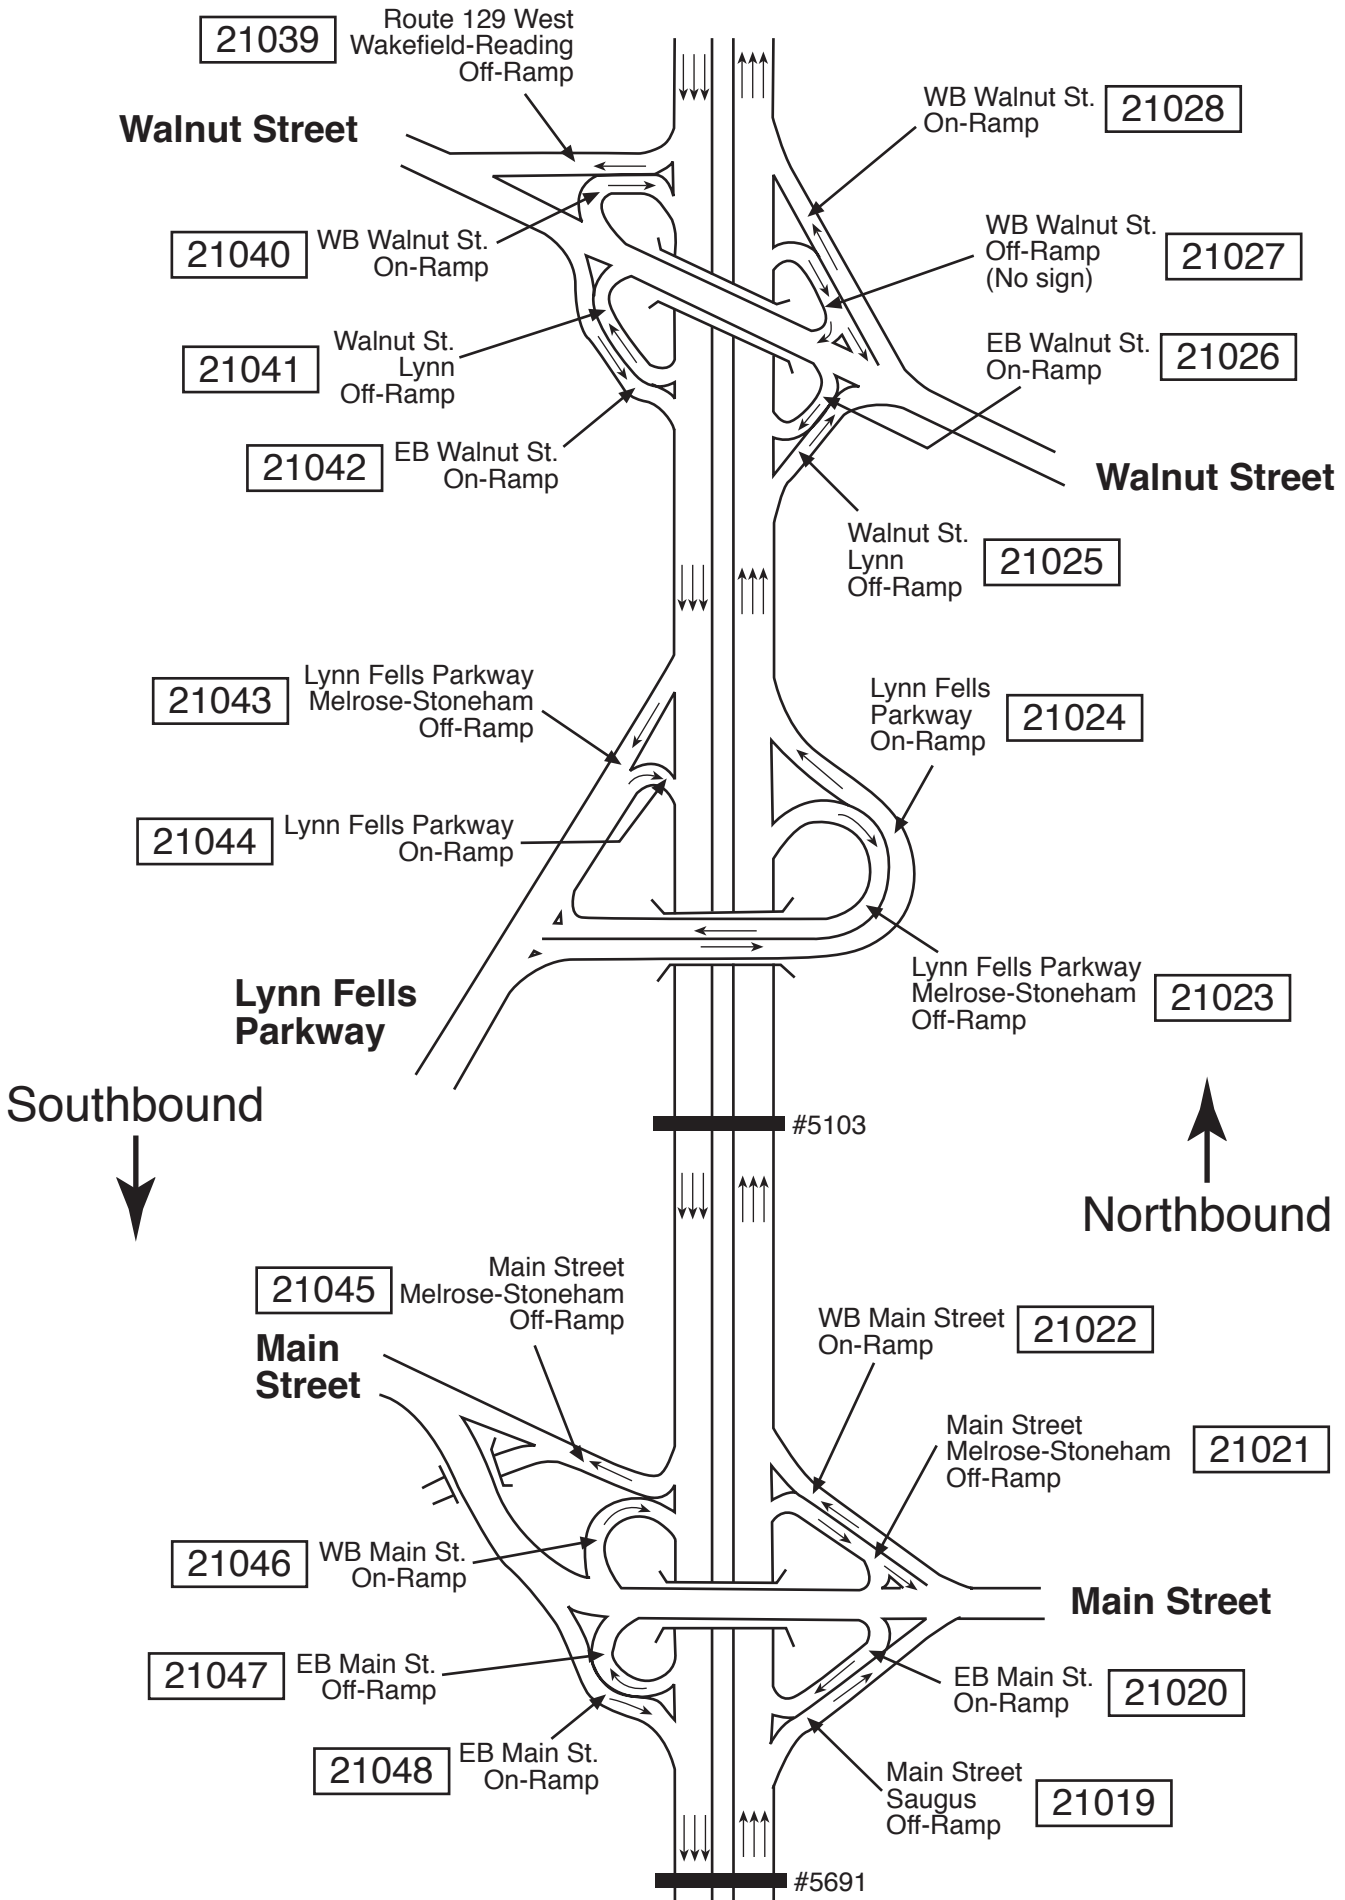 21039
Route 129 West
Wakefield-Reading
Off-Ramp
Walnut Street
WB Walnut St.
On-Ramp
21028
21040
WB Walnut St.
On-Ramp
WB Walnut St.
Off-Ramp
(No sign)
21027
21041
Walnut St.
Lynn
Off-Ramp
EB Walnut St.
On-Ramp
21026
21042
EB Walnut St.
On-Ramp
Walnut Street
Walnut St.
Lynn
Off-Ramp
21025
21043
Lynn Fells Parkway
Melrose-Stoneham
Off-Ramp
Lynn Fells
Parkway
On-Ramp
21024
21044
Lynn Fells Parkway
On-Ramp
Lynn Fells Parkway
Melrose-Stoneham
Off-Ramp
21023
Lynn Fells
Parkway
Southbound
#5103
Northbound
21045
Main Street
Melrose-Stoneham
Off-Ramp
WB Main Street
On-Ramp
21022
Main
Street
Main Street
Melrose-Stoneham
Off-Ramp
21021
21046
WB Main St.
On-Ramp
Main Street
21047
EB Main St.
Off-Ramp
EB Main St.
On-Ramp
21020
21048
EB Main St.
On-Ramp
Main Street
Saugus
Off-Ramp
21019
#5691